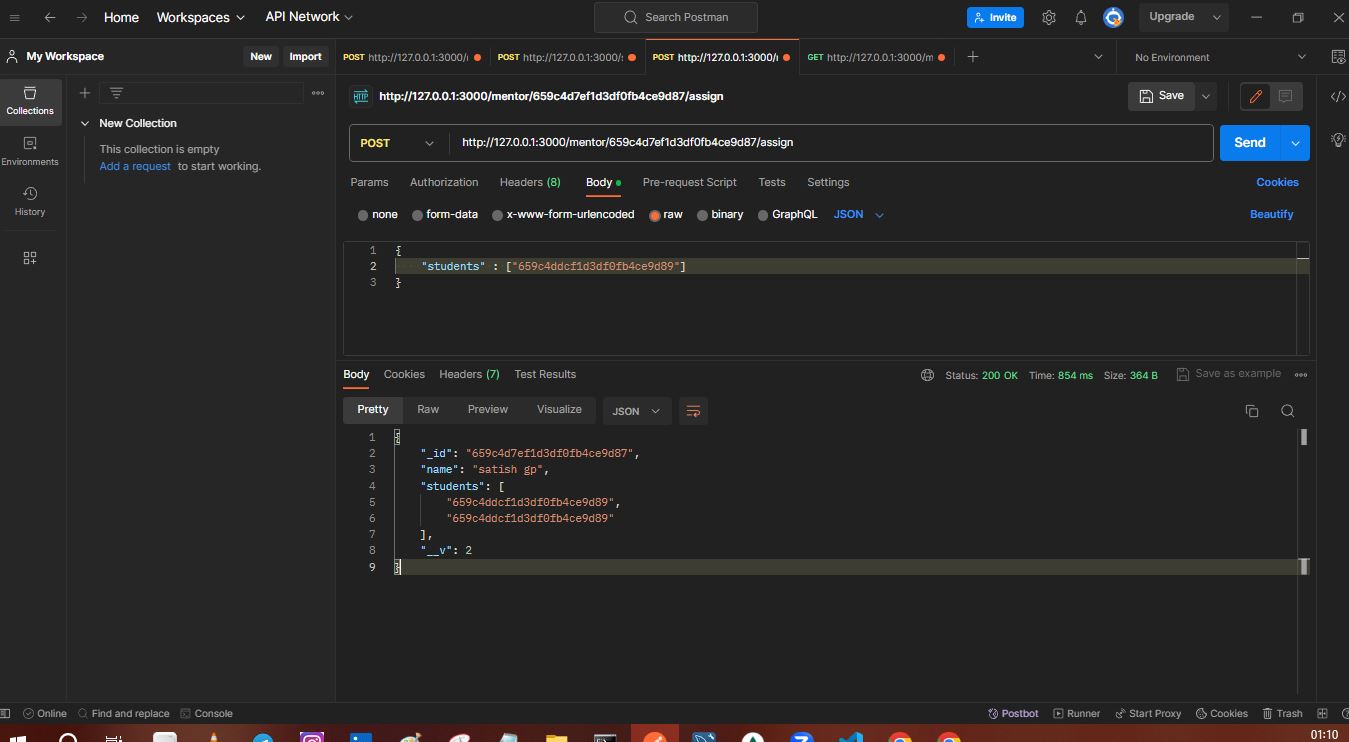 Home Workspaces API Network Search Postman Invite Upgrade
My Workspace New Import POST http://127.0.0.1:3000/ POST http://127.0.0.1:3000/ POST http://127.0.0.1:3000/ GET http://127.0.0.1:3000/m No Environment
Collections
Environments
History
New Collection
This collection is empty
Add a request to start working.
HTTP http://127.0.0.1:3000/mentor/659c4d7ef1d3df0fb4ce9d87/assign Save
POST http://127.0.0.1:3000/mentor/659c4d7ef1d3df0fb4ce9d87/assign Send
Params Authorization Headers (8) Body Pre-request Script Tests Settings Cookies
none form-data x-www-form-urlencoded raw binary GraphQL JSON Beautify
1 {
2 "students" : ["659c4ddcf1d3df0fb4ce9d89"]
3 }
Body Cookies Headers (7) Test Results Status: 200 OK Time: 854 ms Size: 364 B Save as example
Pretty Raw Preview Visualize JSON
1 {
2 "_id": "659c4d7ef1d3df0fb4ce9d87",
3 "name": "satish gp",
4 "students": [
5 "659c4ddcf1d3df0fb4ce9d89",
6 "659c4ddcf1d3df0fb4ce9d89"
7 ],
8 "__v": 2
9 }
Online Find and replace Console Postbot Runner Start Proxy Cookies Trash
01:10